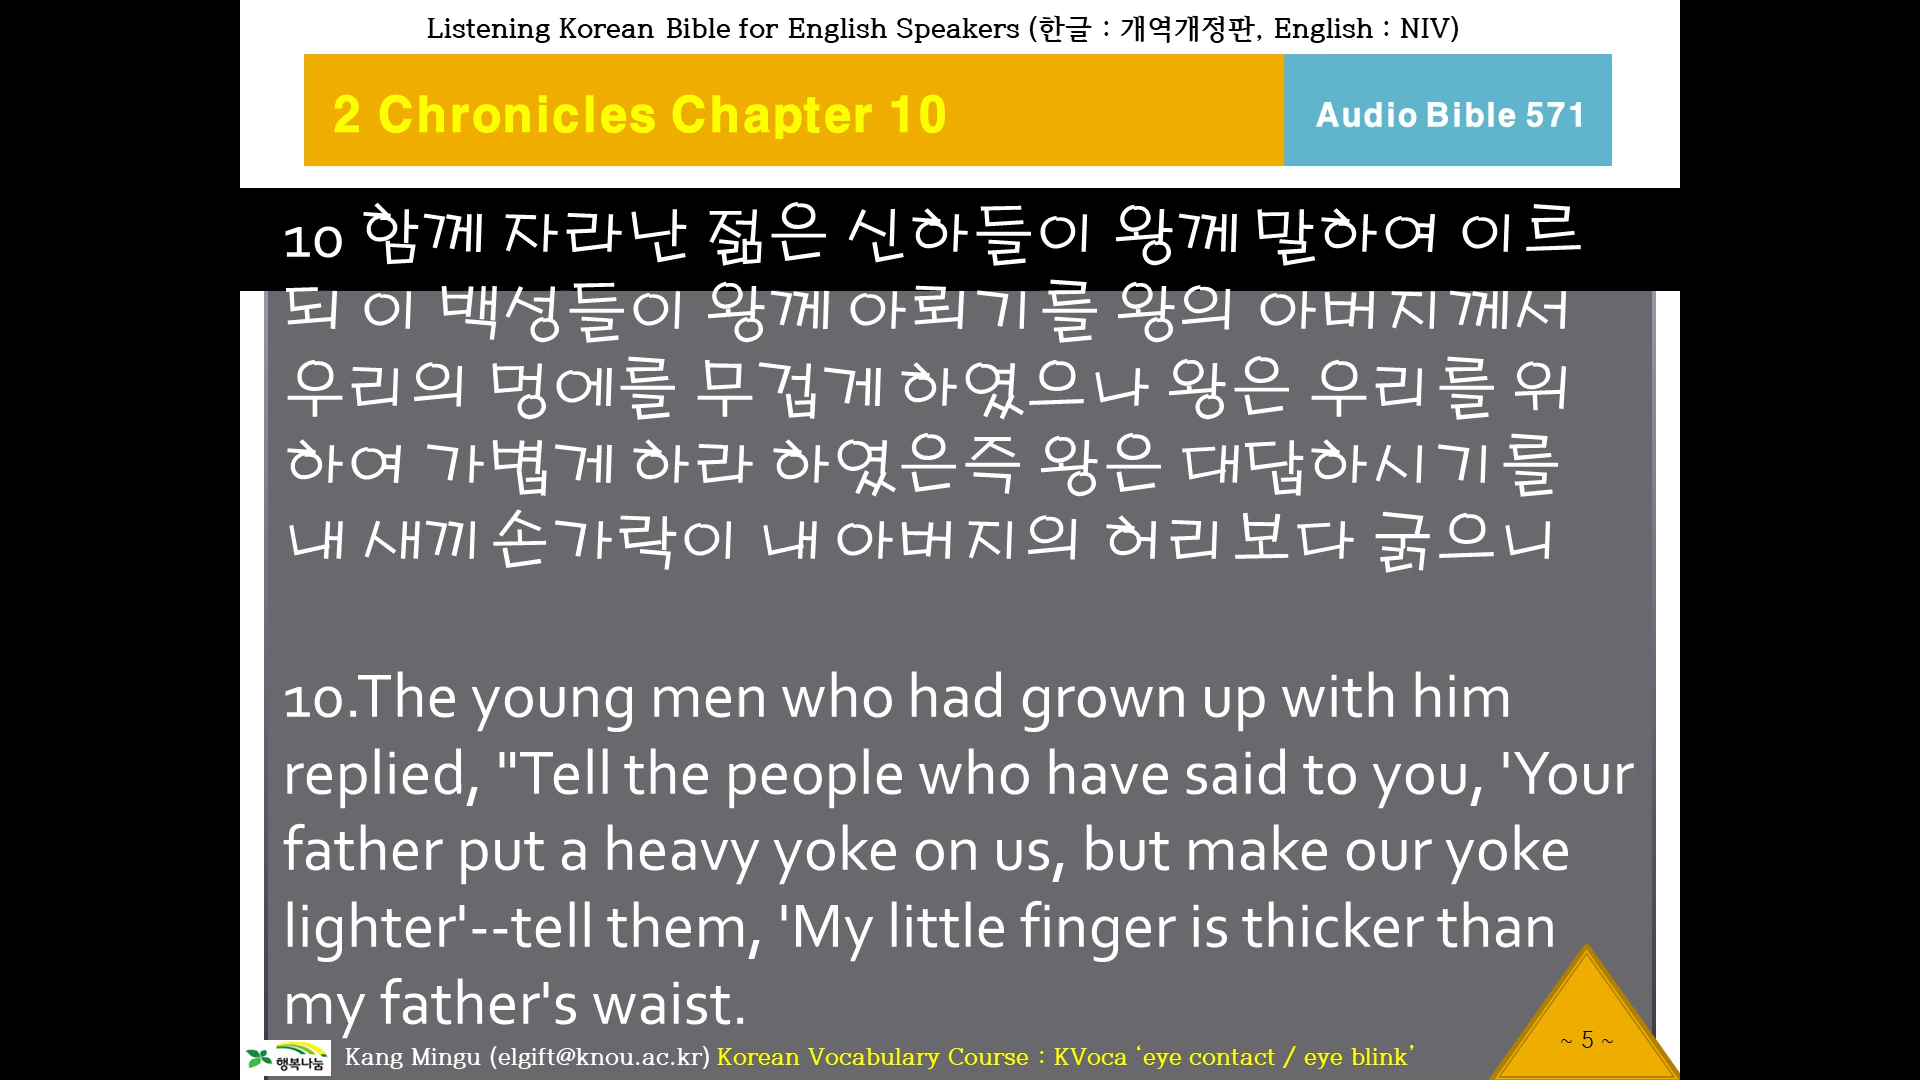 Listening Korean Bible for English Speakers (한글 : 개역개정판, English : NIV)
2 Chronicles Chapter 10
Audio Bible 571
10 함께 자라난 젊은 신하들이 왕께 말하여 이르
되 이 백성들이 왕께 아뢰기를 왕의 아버지께서
우리의 멍에를 무겁게 하였으나 왕은 우리를 위
하여 가볍게 하라 하였은즉 왕은 대답하시기를
내 새끼 손가락이 내 아버지의 허리보다 굵으니
10.The young men who had grown up with him
replied, "Tell the people who have said to you, 'Your
father put a heavy yoke on us, but make our yoke
lighter'--tell them, 'My little finger is thicker than
my father's waist.
행복나눔
Kang Mingu (elgift@knou.ac.kr) Korean Vocabulary Course : KVoca ‘eye contact / eye blink’
~ 5 ~